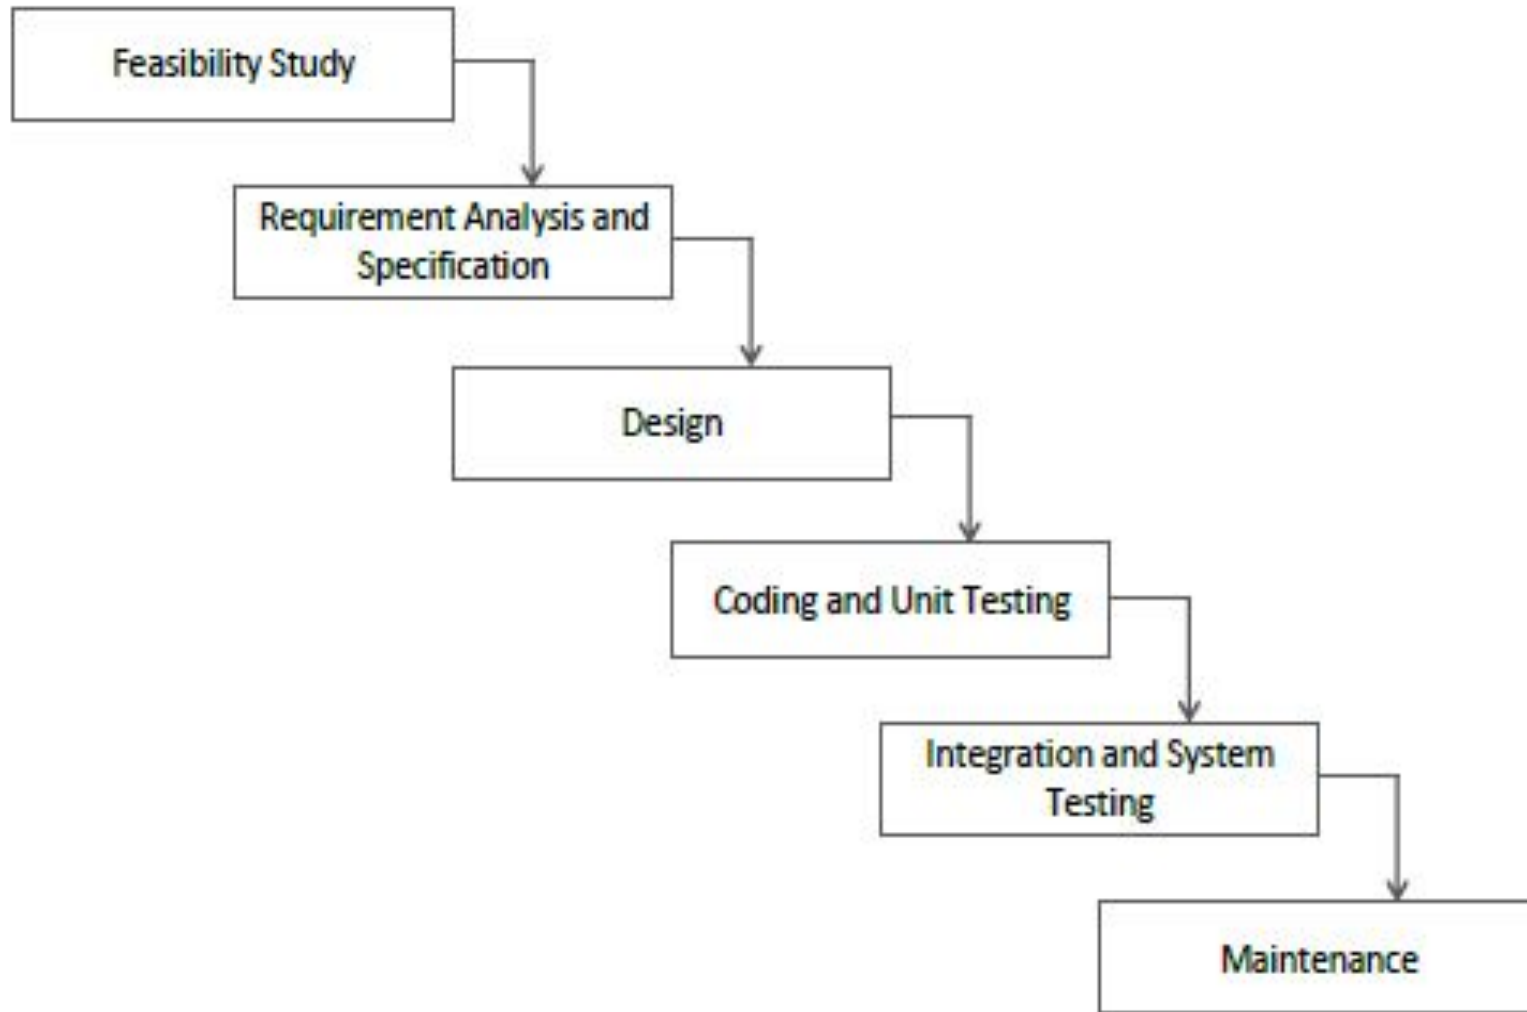 Feasibility Study
Requirement Analysis and
Specification
Design
Coding and Unit Testing
Integration and System
Testing
Maintenance